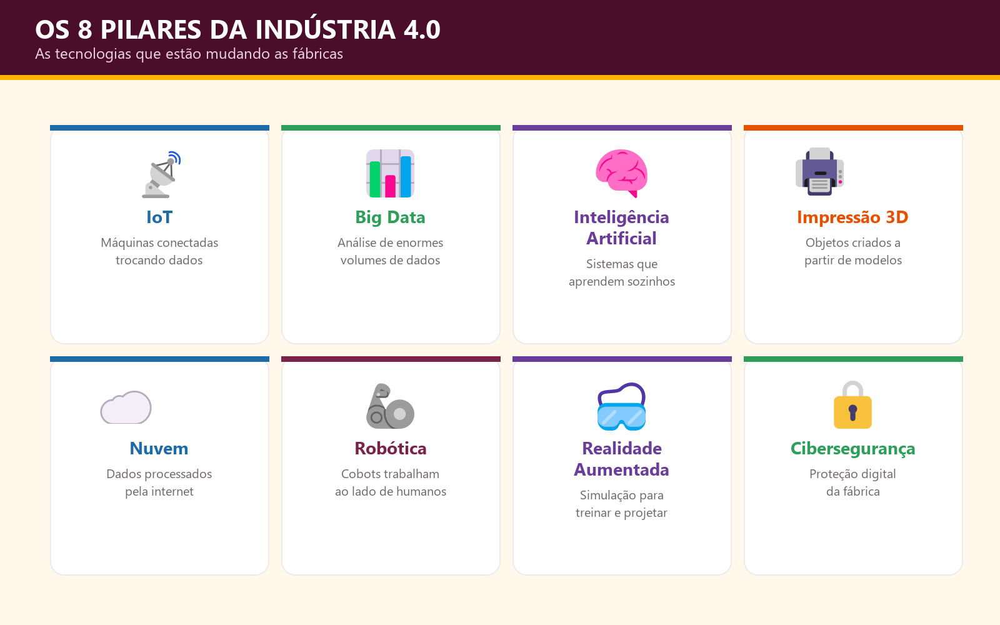 OS 8 PILARES DA INDÚSTRIA 4.0
As tecnologias que estão mudando as fábricas
IoT
Máquinas conectadas
trocando dados
Big Data
Análise de enormes
volumes de dados
Inteligência
Artificial
Sistemas que
aprendem sozinhos
Impressão 3D
Objetos criados a
partir de modelos
Nuvem
Dados processados
pela internet
Robótica
Cobots trabalham
ao lado de humanos
Realidade
Aumentada
Simulação para
treinar e projetar
Cibersegurança
Proteção digital
da fábrica